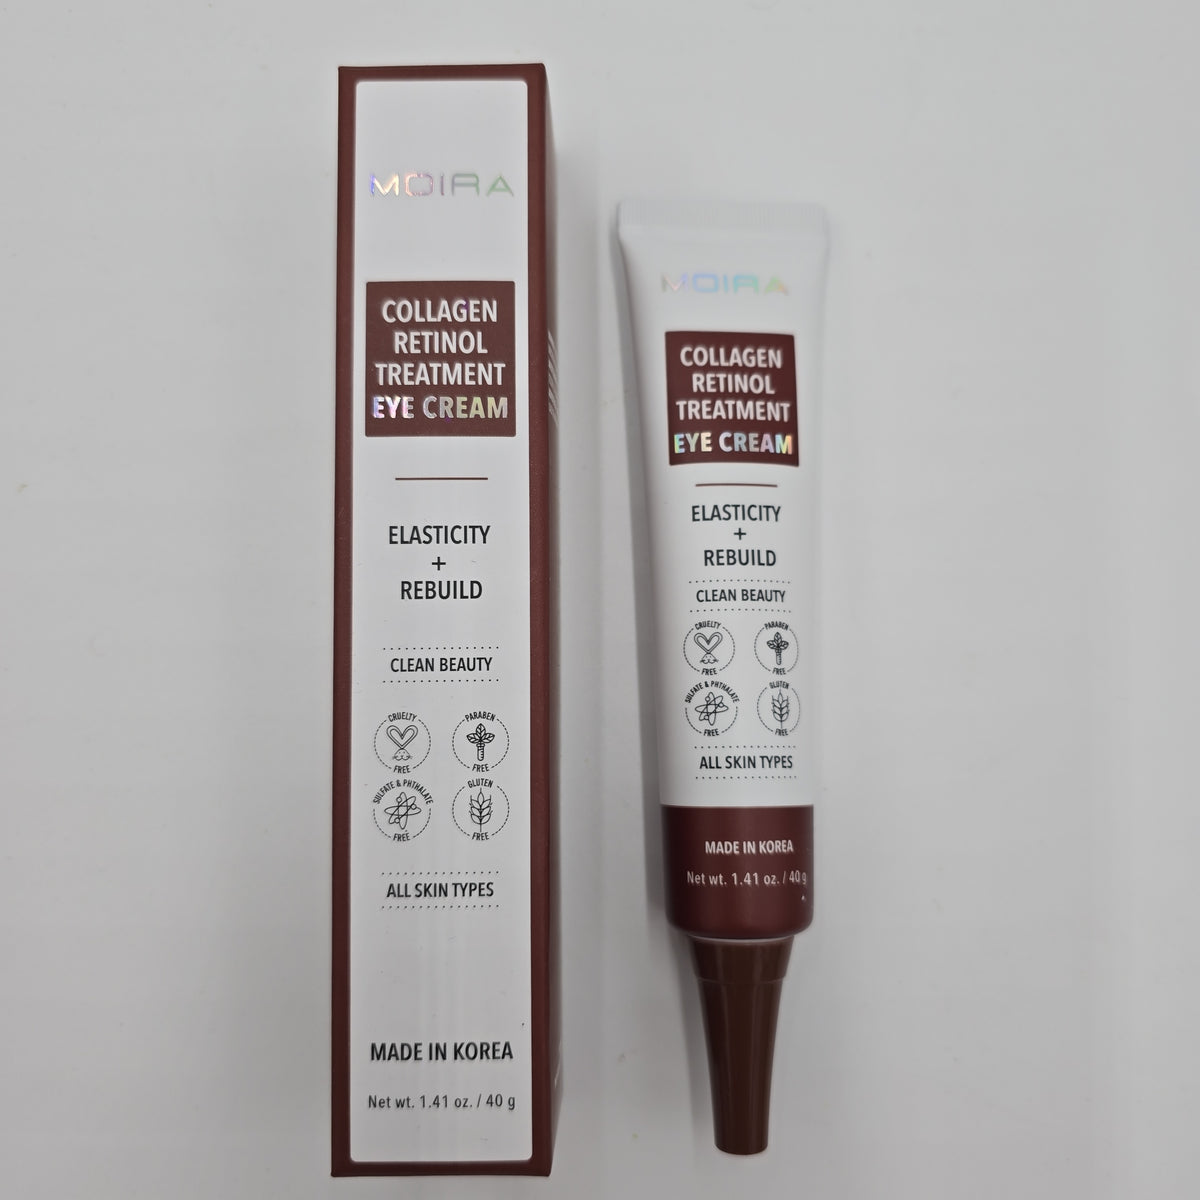 MOIRA
COLLAGEN
RETINOL
TREATMENT
EYE CREAM
ELASTICITY
+
REBUILD
CLEAN BEAUTY
CRUELTY
FREE
PARABEN
FREE
SULFATE & PHTHALATE
FREE
GLUTEN
FREE
ALL SKIN TYPES
MADE IN KOREA
Net wt. 1.41 oz. / 40 g
MOIRA
COLLAGEN
RETINOL
TREATMENT
EYE CREAM
ELASTICITY
+
REBUILD
CLEAN BEAUTY
CRUELTY
FREE
PARABEN
FREE
SULFATE & PHTHALATE
FREE
GLUTEN
FREE
ALL SKIN TYPES
MADE IN KOREA
Net wt. 1.41 oz. / 40 g